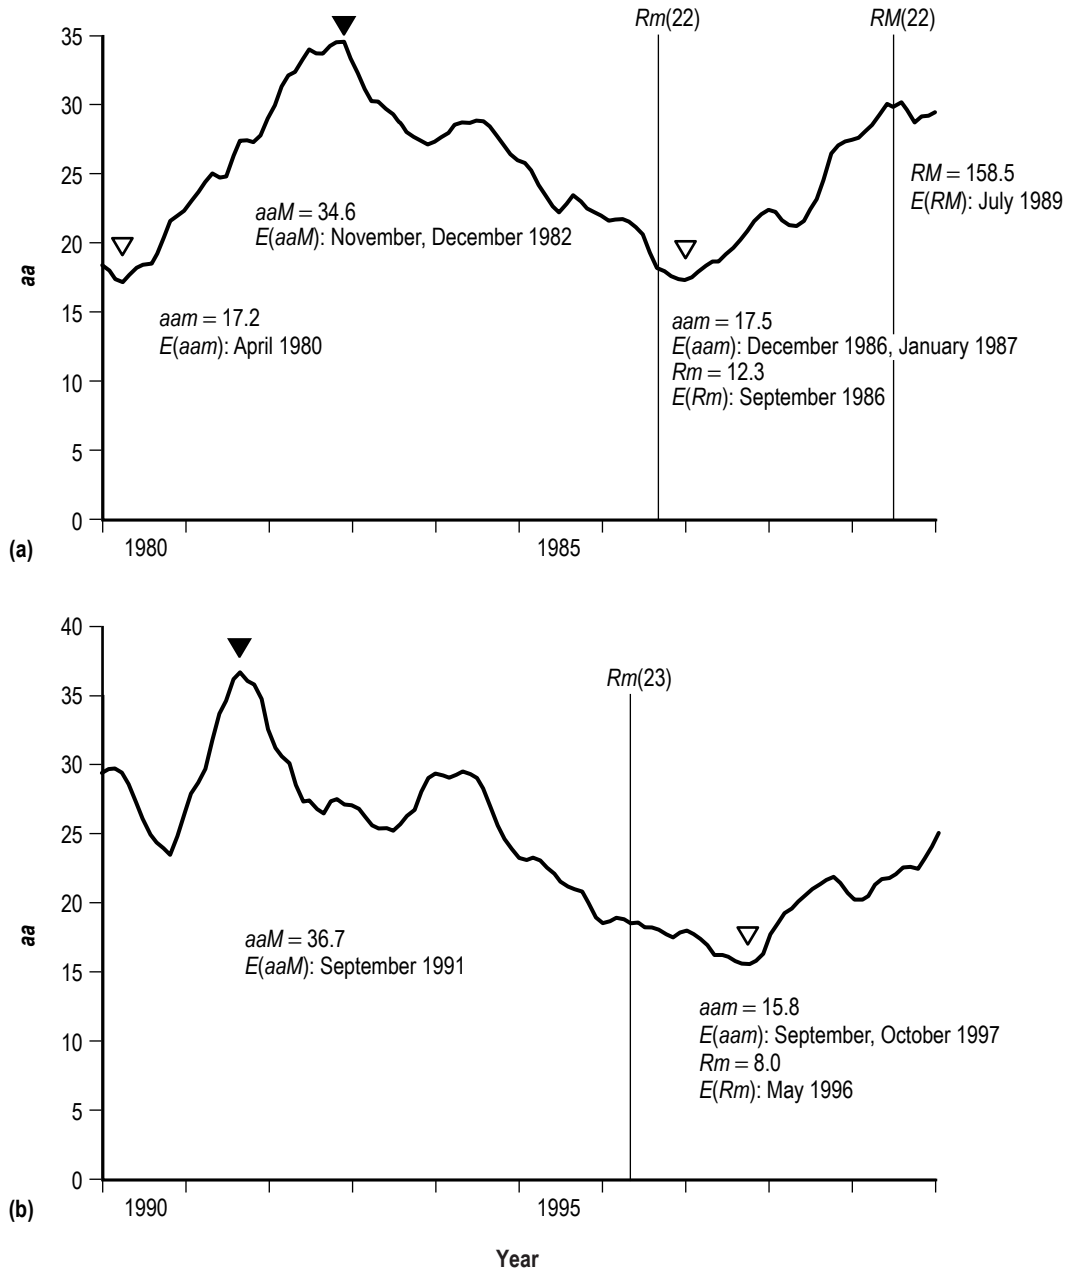 Rm(22)
RM(22)
35
30
25
20
15
10
5
0
aa
aaM = 34.6
E(aaM): November, December 1982
RM = 158.5
E(RM): July 1989
aam = 17.2
E(aam): April 1980
aam = 17.5
E(aam): December 1986, January 1987
Rm = 12.3
E(Rm): September 1986
(a)
1980
1985
40
35
30
25
20
15
10
5
0
aa
Rm(23)
aaM = 36.7
E(aaM): September 1991
aam = 15.8
E(aam): September, October 1997
Rm = 8.0
E(Rm): May 1996
(b)
1990
1995
Year